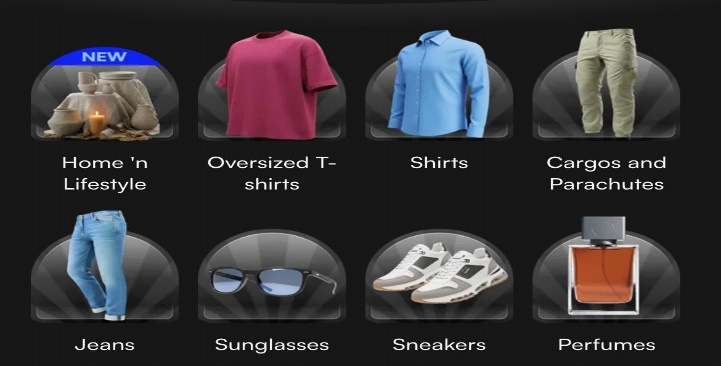 NEW
Home 'n
Lifestyle
Oversized T-
shirts
Shirts
Cargos and
Parachutes
Jeans
Sunglasses
Sneakers
Perfumes